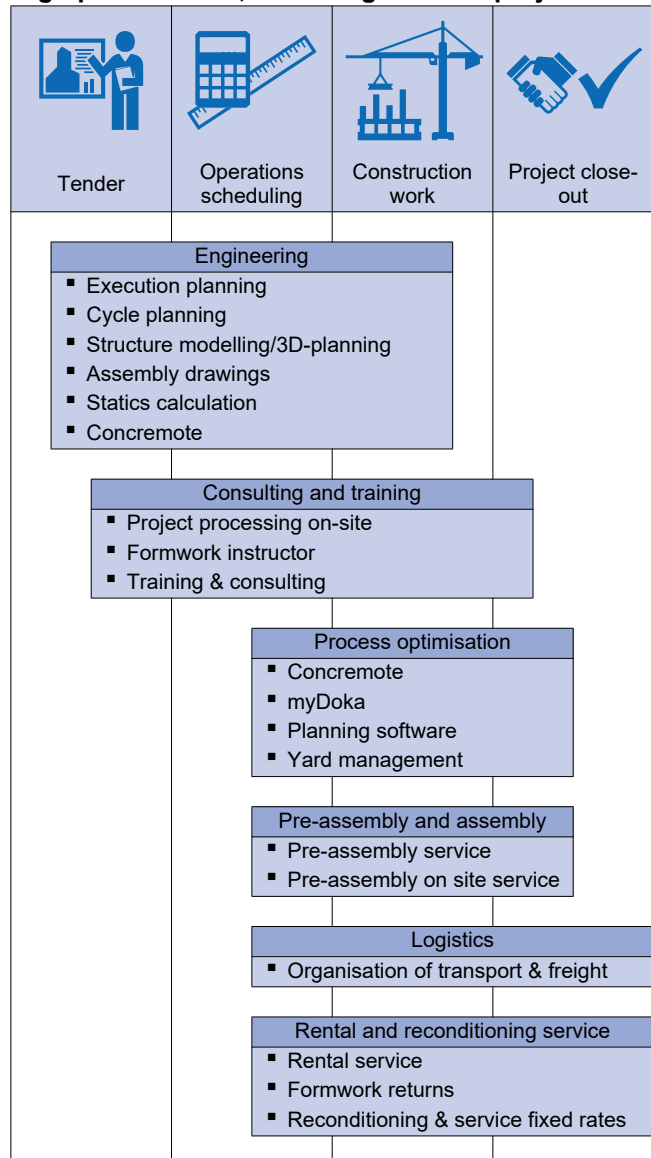 Tender
Operations
scheduling
Construction
work
Project close-
out
Engineering
▪ Execution planning
▪ Cycle planning
▪ Structure modelling/3D-planning
▪ Assembly drawings
▪ Statics calculation
▪ Concremote
Consulting and training
▪ Project processing on-site
▪ Formwork instructor
▪ Training & consulting
Process optimisation
▪ Concremote
▪ myDoka
▪ Planning software
▪ Yard management
Pre-assembly and assembly
▪ Pre-assembly service
▪ Pre-assembly on site service
Logistics
▪ Organisation of transport & freight
Rental and reconditioning service
▪ Rental service
▪ Formwork returns
▪ Reconditioning & service fixed rates